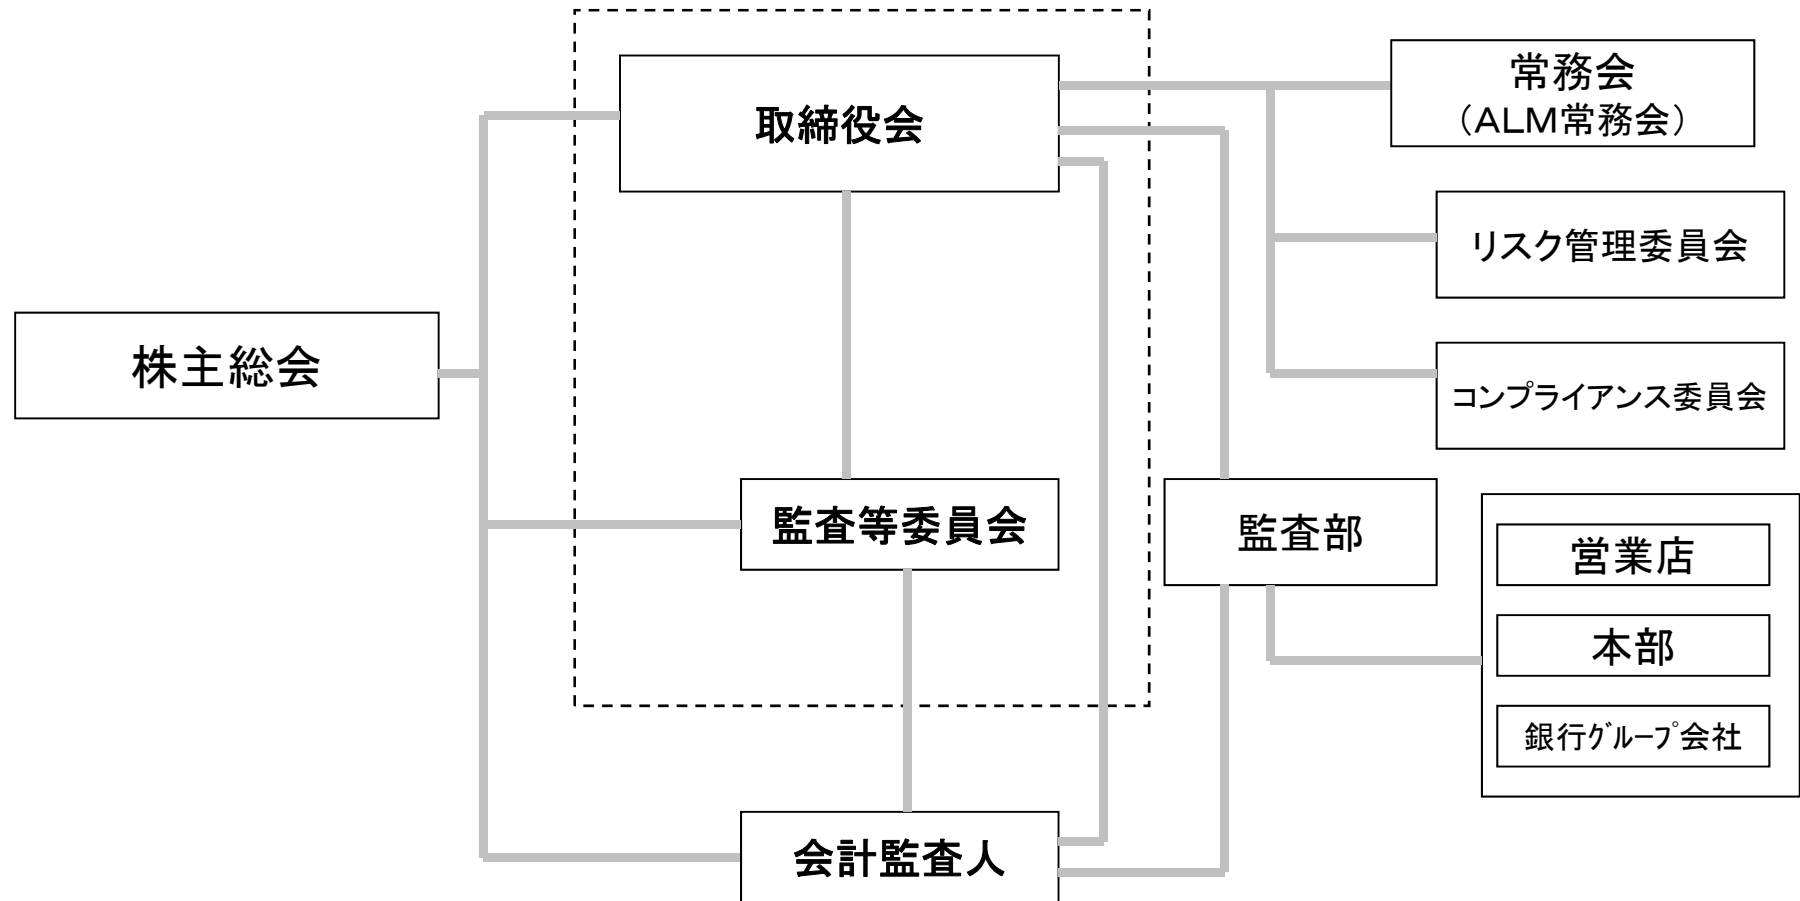 取締役会
常務会
（ＡＬＭ常務会）
リスク管理委員会
株主総会
コンプライアンス委員会
監査等委員会
監査部
営業店
本部
銀行ｸﾞﾙｰﾌﾟ会社
会計監査人